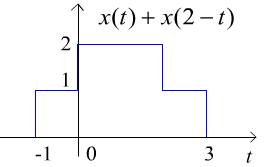 x(t) + x(2 − t)
2
1
-1 0 3 t